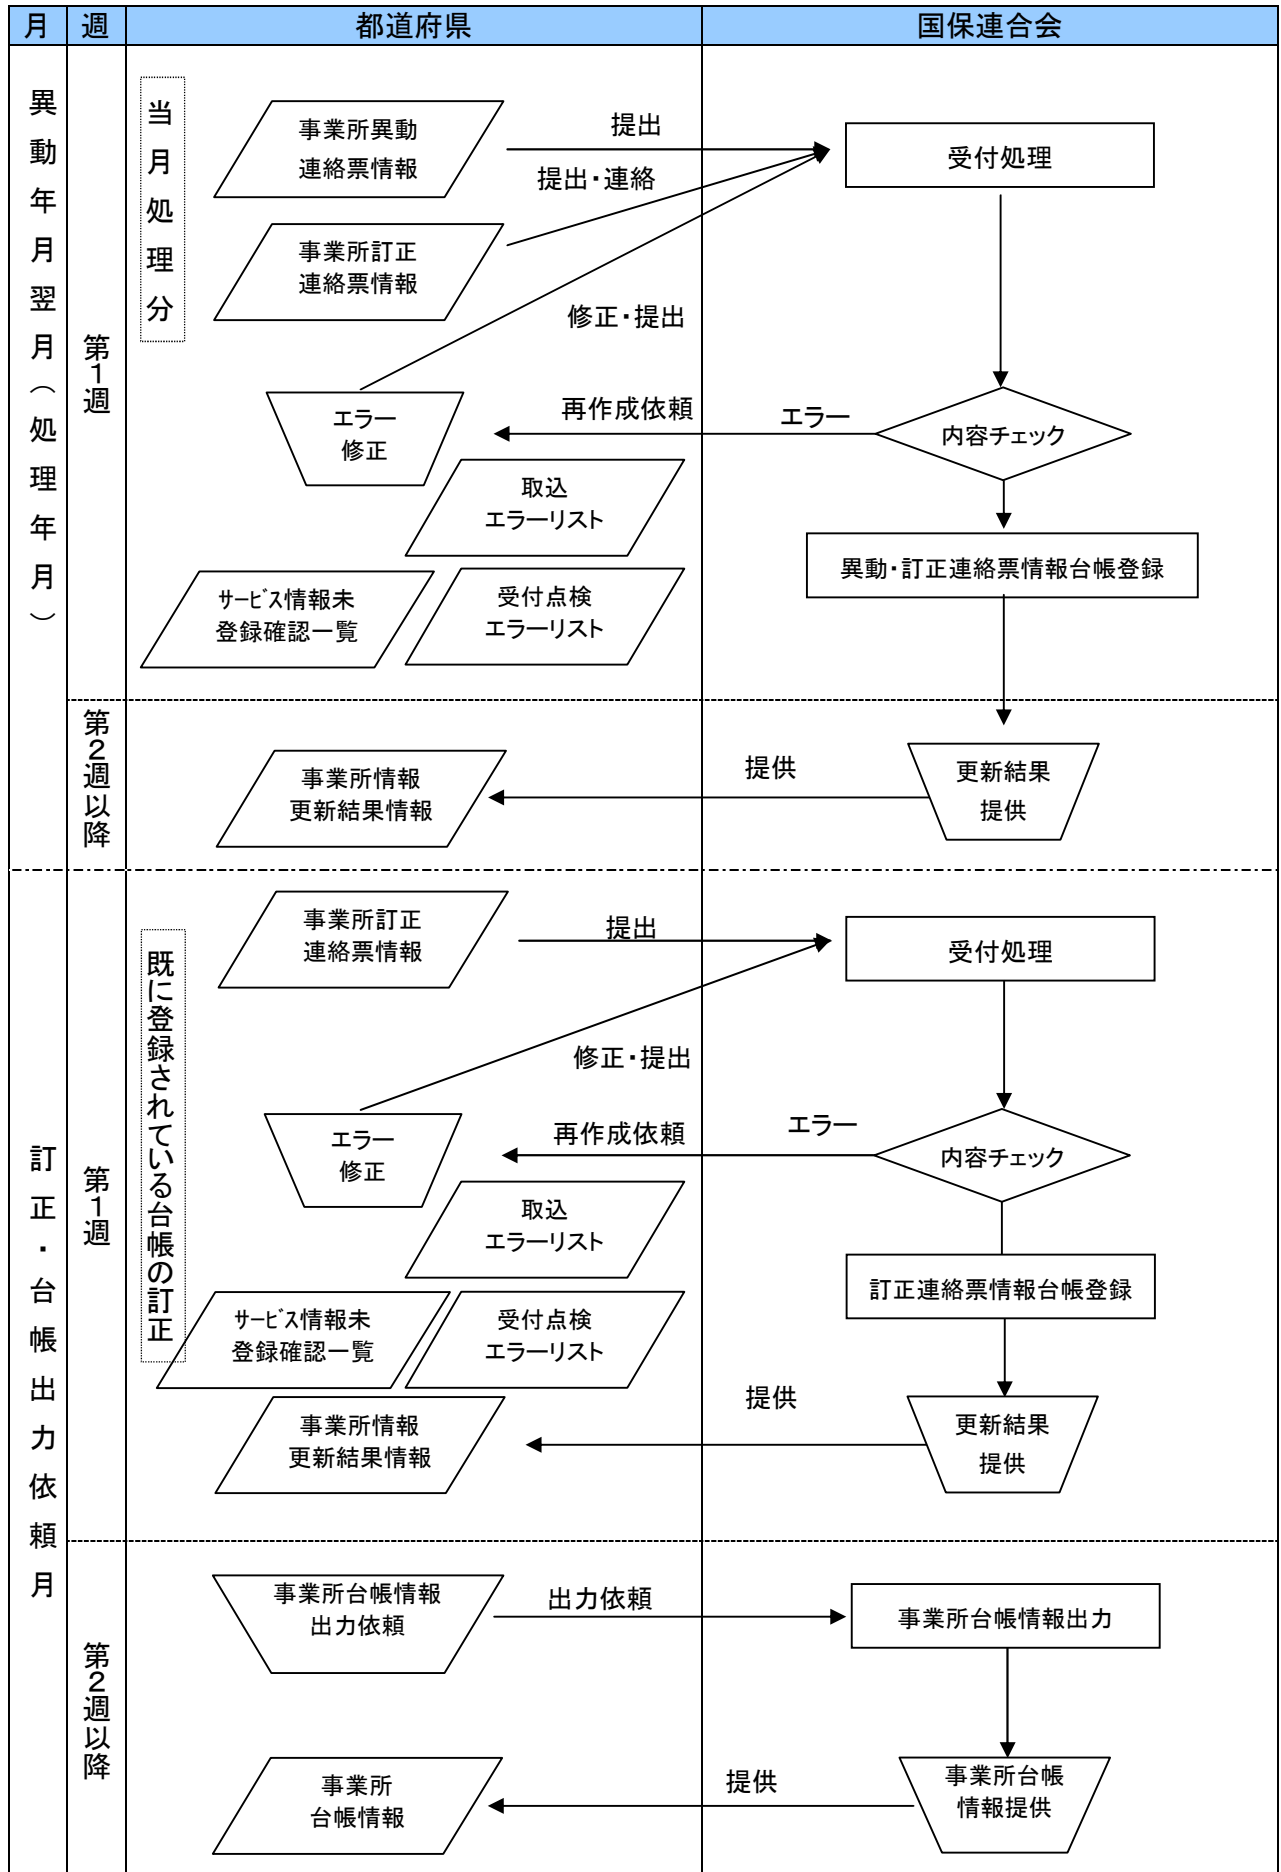 月
週
都道府県
国保連合会
異動年月翌月（処理年月）
第1週
当月処理分
事業所異動
連絡票情報
提出
受付処理
提出・連絡
事業所訂正
連絡票情報
修正・提出
エラー
修正
再作成依頼
エラー
内容チェック
取込
エラーリスト
異動・訂正連絡票情報台帳登録
サービス情報未
登録確認一覧
受付点検
エラーリスト
第2週以降
事業所情報
更新結果情報
提供
更新結果
提供
訂正・台帳出力依頼月
第1週
既に登録されている台帳の訂正
事業所訂正
連絡票情報
提出
受付処理
修正・提出
エラー
修正
再作成依頼
エラー
内容チェック
取込
エラーリスト
訂正連絡票情報台帳登録
サービス情報未
登録確認一覧
受付点検
エラーリスト
事業所情報
更新結果情報
提供
更新結果
提供
第2週以降
事業所台帳情報
出力依頼
出力依頼
事業所台帳情報出力
事業所
台帳情報
提供
事業所台帳
情報提供